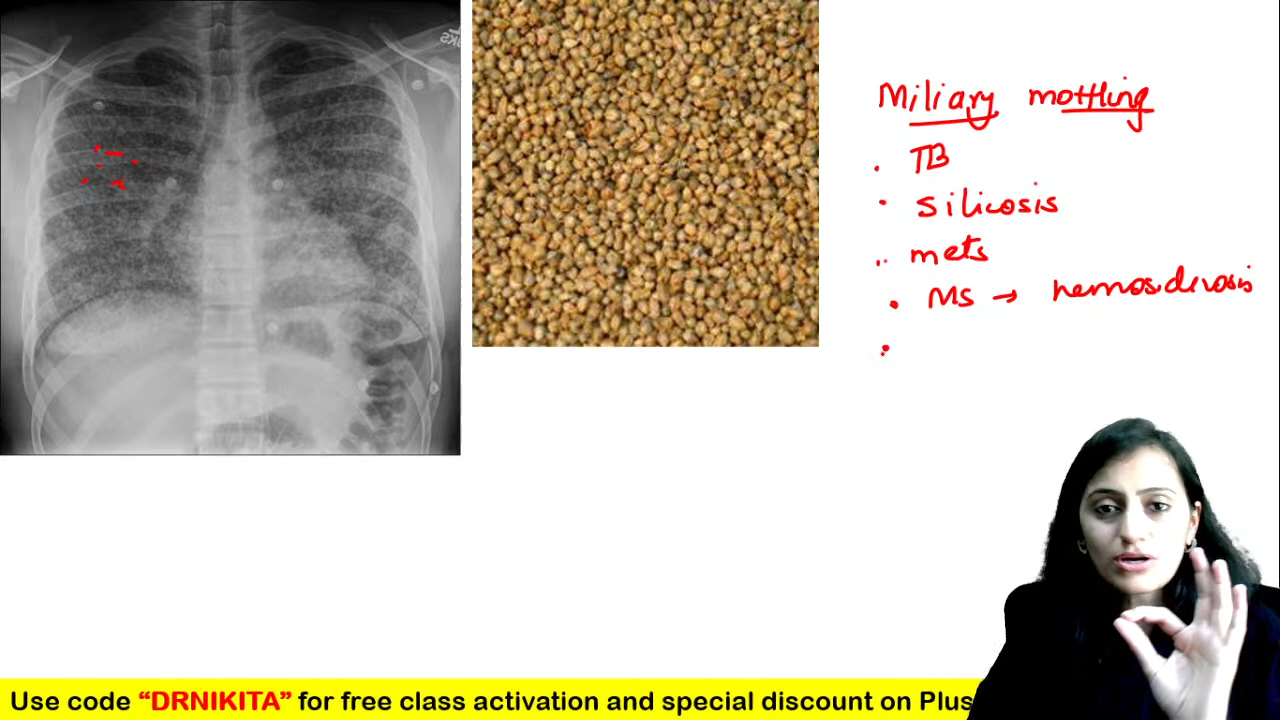 Miliary mottling
. TB
. silicosis
.. mets
. MS → hemosiderosis
.
Use code “DRNIKITA” for free class activation and special discount on Plus